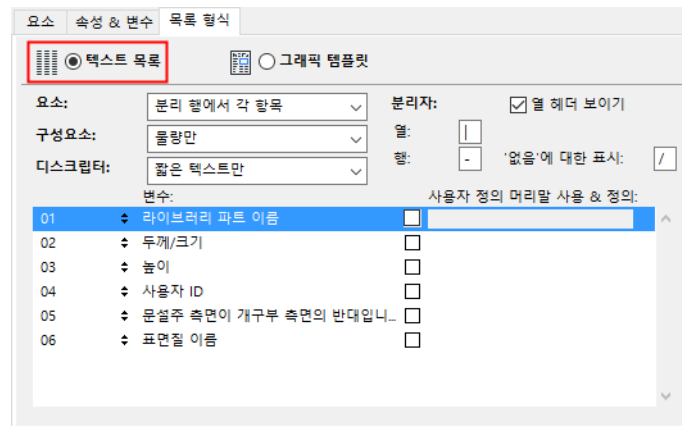 요소 속성 & 변수 목록 형식
텍스트 목록 그래픽 템플릿
요소: 분리 행에서 각 항목 분리자: 열 헤더 보이기
구성요소: 물량만 열: |
디스크립터: 짧은 텍스트만 행: - '없음'에 대한 표시: /
변수: 사용자 정의 머리말 사용 & 정의:
01 라이브러리 파트 이름
02 두께/크기
03 높이
04 사용자 ID
05 문설주 측면이 개구부 측면의 반대입니...
06 표면질 이름